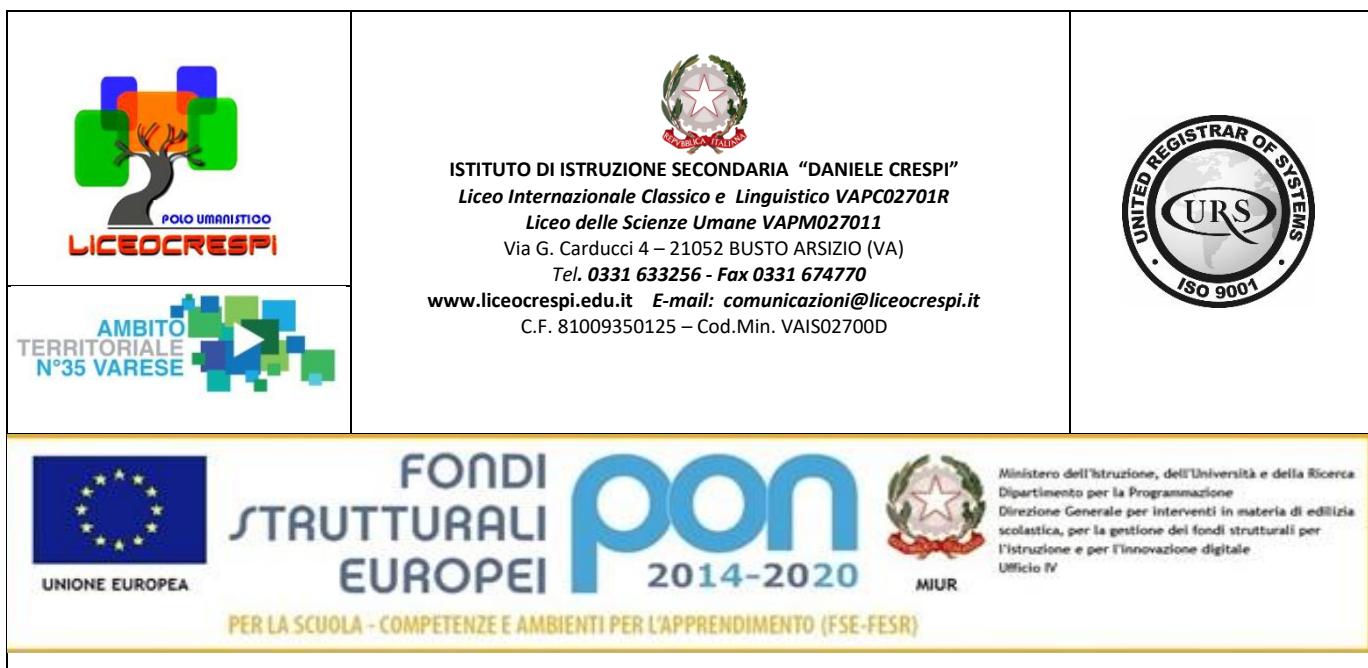 POLO UMANISTICO
LICEOCRESPI
AMBITO
TERRITORIALE
N°35 VARESE
REPVBBLICA ITALIANA
ISTITUTO DI ISTRUZIONE SECONDARIA “DANIELE CRESPI”
Liceo Internazionale Classico e Linguistico VAPC02701R
Liceo delle Scienze Umane VAPM027011
Via G. Carducci 4 – 21052 BUSTO ARSIZIO (VA)
Tel. 0331 633256 - Fax 0331 674770
www.liceocrespi.edu.it E-mail: comunicazioni@liceocrespi.it
C.F. 81009350125 – Cod.Min. VAIS02700D
UNITED REGISTRAR OF SYSTEMS
URS
ISO 9001
UNIONE EUROPEA
FONDI
STRUTTURALI
EUROPEI
pon
2014-2020
MIUR
Ministero dell'Istruzione, dell'Università e della Ricerca
Dipartimento per la Programmazione
Direzione Generale per interventi in materia di edilizia
scolastica, per la gestione dei fondi strutturali per
l'istruzione e per l'innovazione digitale
Ufficio IV
PER LA SCUOLA - COMPETENZE E AMBIENTI PER L'APPRENDIMENTO (FSE-FESR)